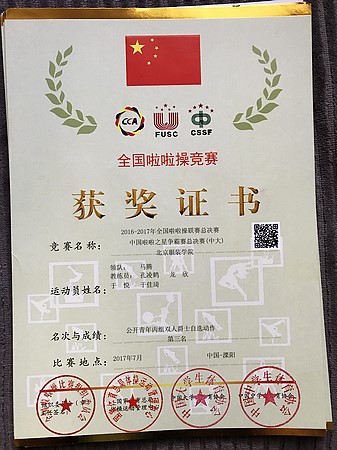 CCA
FUSC
CSSF
全国啦啦操竞赛
获奖证书
2016-2017年全国啦啦操联赛总决赛
竞赛名称: 中国啦啦之星争霸赛总决赛(中大)
北京服装学院
领队: 马腾
教练员: 孔凌鹤 龙欣
运动员姓名: 于悦 于佳琦
名次与成绩: 公开青年丙组双人爵士自选动作
第三名
比赛地点: 2017年7月 中国-溧阳